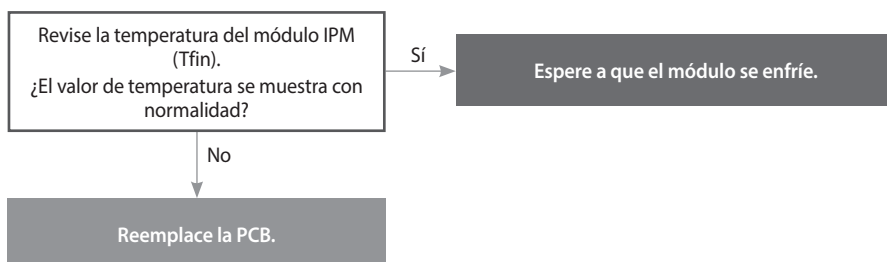 Revise la temperatura del módulo IPM
(Tfin).
¿El valor de temperatura se muestra con
normalidad?
Sí
Espere a que el módulo se enfríe.
No
Reemplace la PCB.